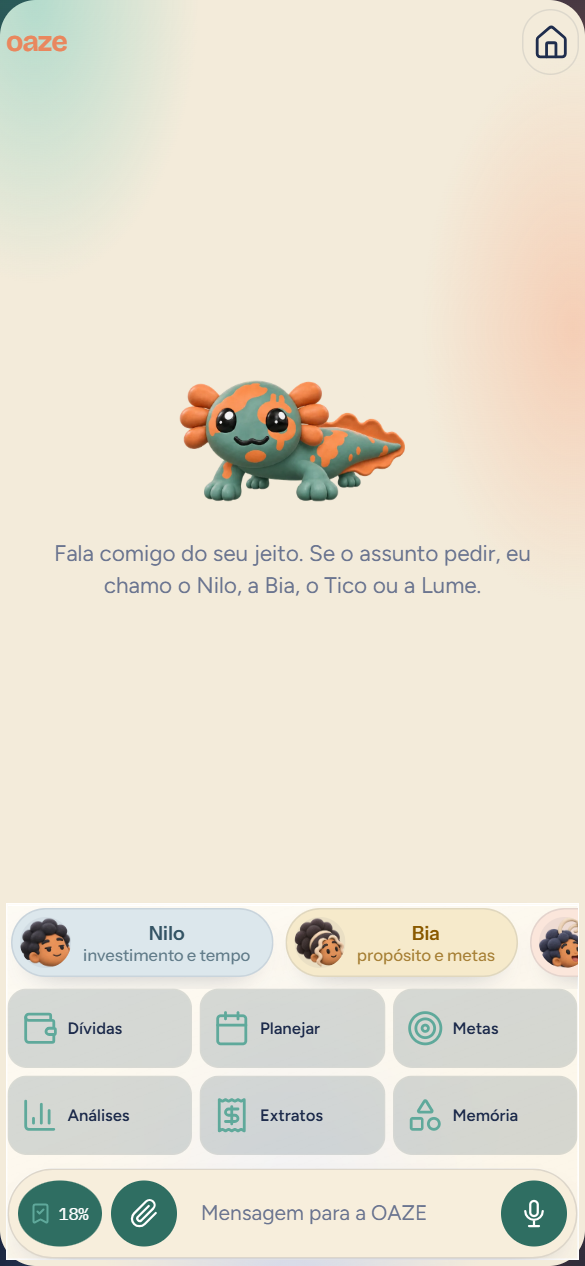 oaze
Fala comigo do seu jeito. Se o assunto pedir, eu
chamo o Nilo, a Bia, o Tico ou a Lume.
Nilo
investimento e tempo
Bia
propósito e metas
Dívidas
Planejar
Metas
Análises
Extratos
Memória
18%
Mensagem para a OAZE